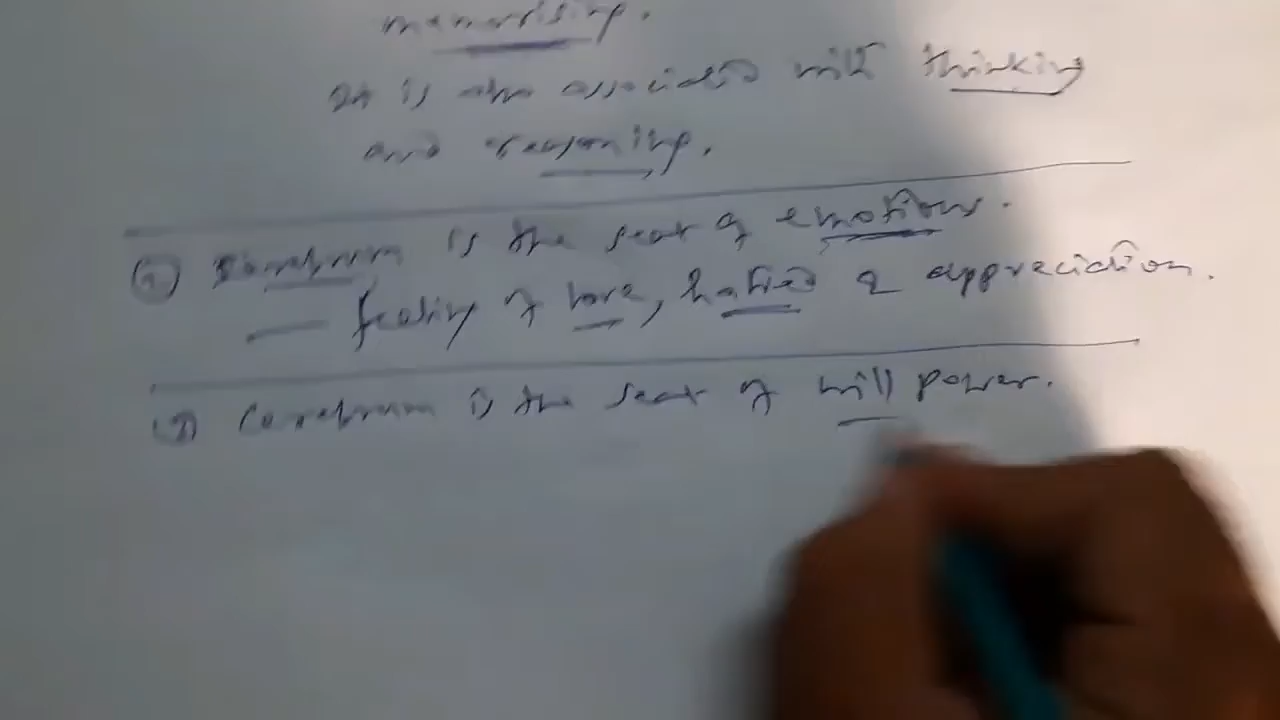 memorising.
It is also associated with thinking
and reasoning.
Cerebrum is the seat of emotions.
— feeling of love, hatred & appreciation.
Cerebrum is the seat of will power.